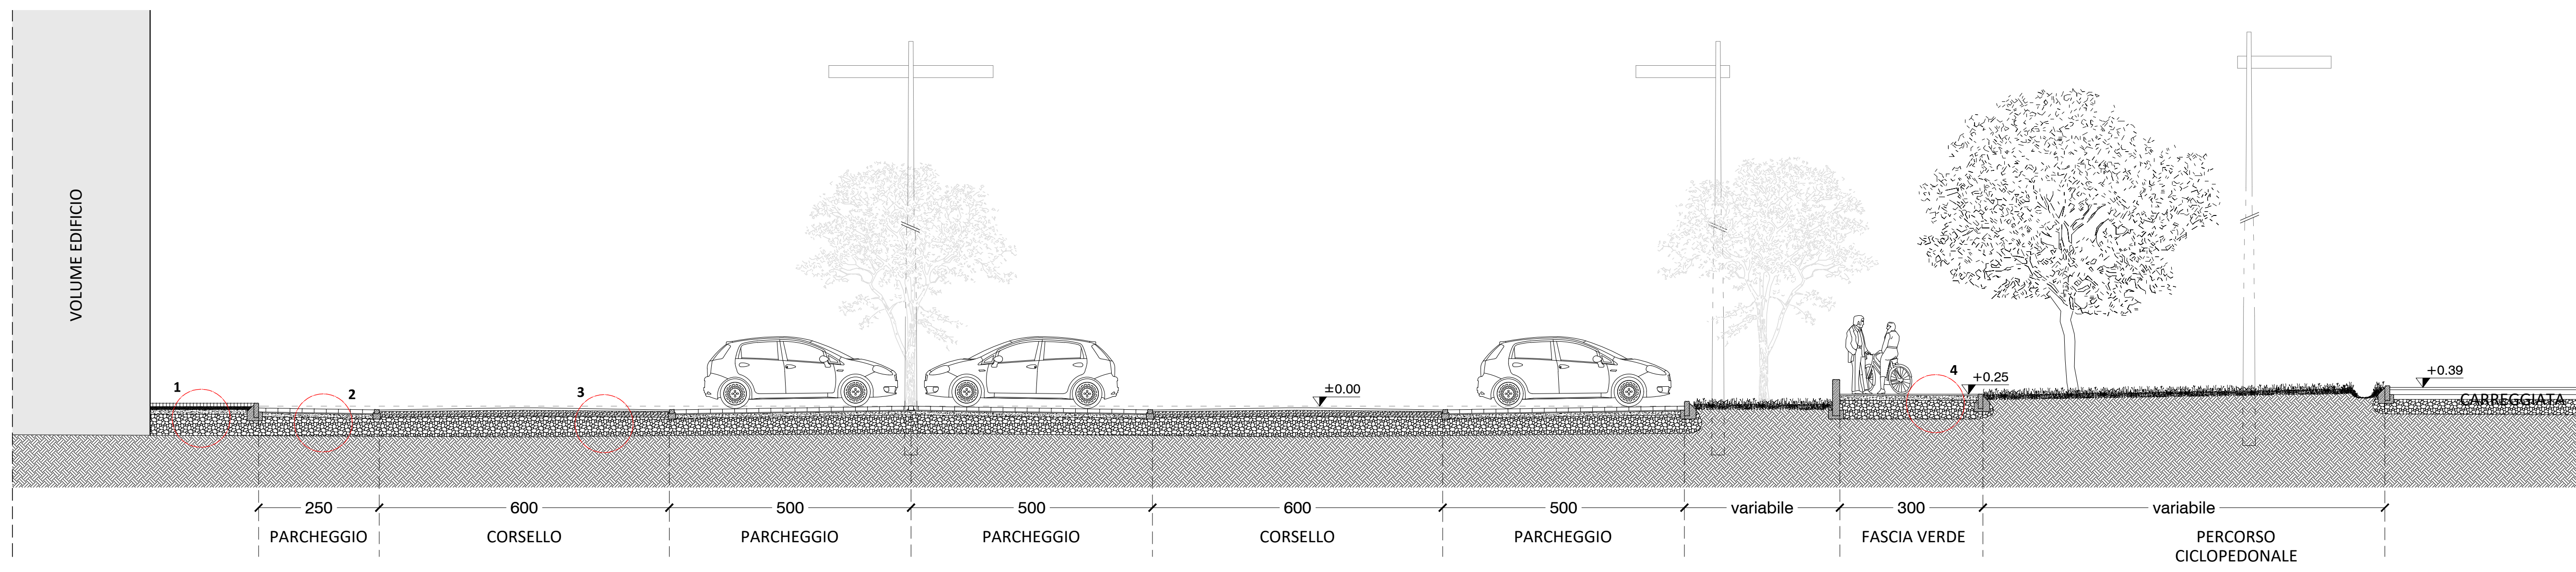 VOLUME EDIFICIO
1
2
3
±0.00
4
+0.25
+0.39
CARREGGIATA
250
600
500
500
600
500
variabile
300
variabile
PARCHEGGIO
CORSELLO
PARCHEGGIO
PARCHEGGIO
CORSELLO
PARCHEGGIO
FASCIA VERDE
PERCORSO
CICLOPEDONALE